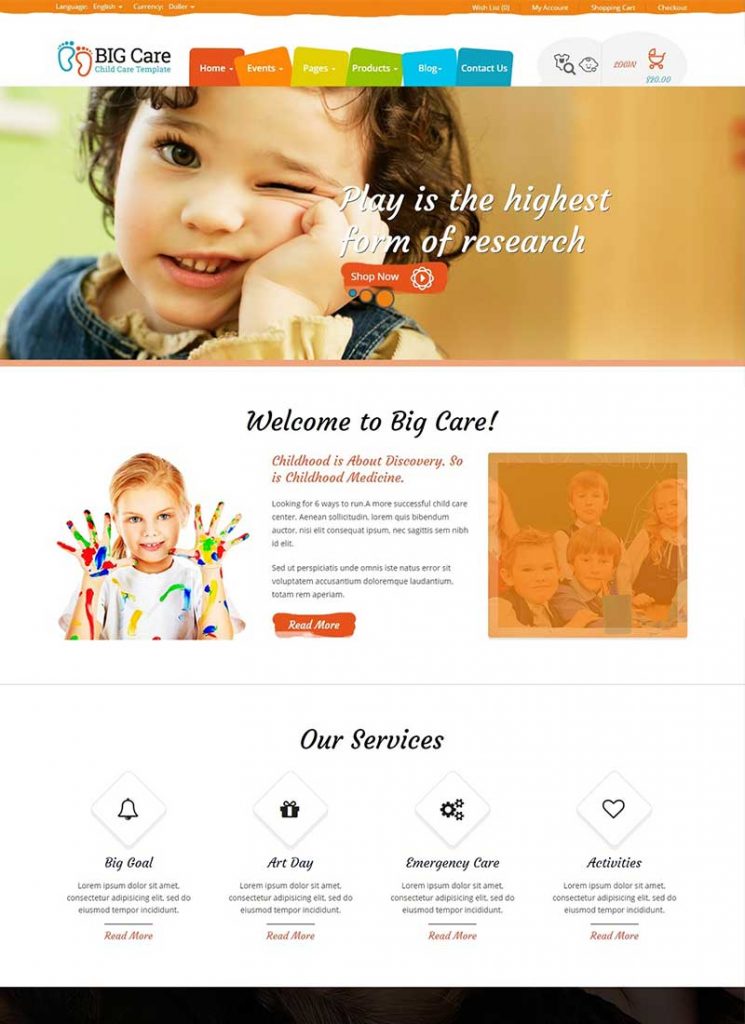 Language: English Currency: Doller Wish List (0) My Account Shopping Cart Checkout
BIG Care
Child Care Template
Home Events Pages Products Blog Contact Us
LOGIN
$20.00
Play is the highest
form of research
Shop Now
Welcome to Big Care!
Childhood is About Discovery. So
is Childhood Medicine.
Looking for 6 ways to run.A more successful child care
center. Aenean sollicitudin, lorem quis bibendum
auctor, nisi elit consequat ipsum, nec sagittis sem nibh
id elit.
Sed ut perspiciatis unde omnis iste natus error sit
voluptatem accusantium doloremque laudantium,
totam rem aperiam.
Read More
Our Services
Big Goal
Lorem ipsum dolor sit amet,
consectetur adipisicing elit, sed do
eiusmod tempor incididunt.
Read More
Art Day
Lorem ipsum dolor sit amet,
consectetur adipisicing elit, sed do
eiusmod tempor incididunt.
Read More
Emergency Care
Lorem ipsum dolor sit amet,
consectetur adipisicing elit, sed do
eiusmod tempor incididunt.
Read More
Activities
Lorem ipsum dolor sit amet,
consectetur adipisicing elit, sed do
eiusmod tempor incididunt.
Read More